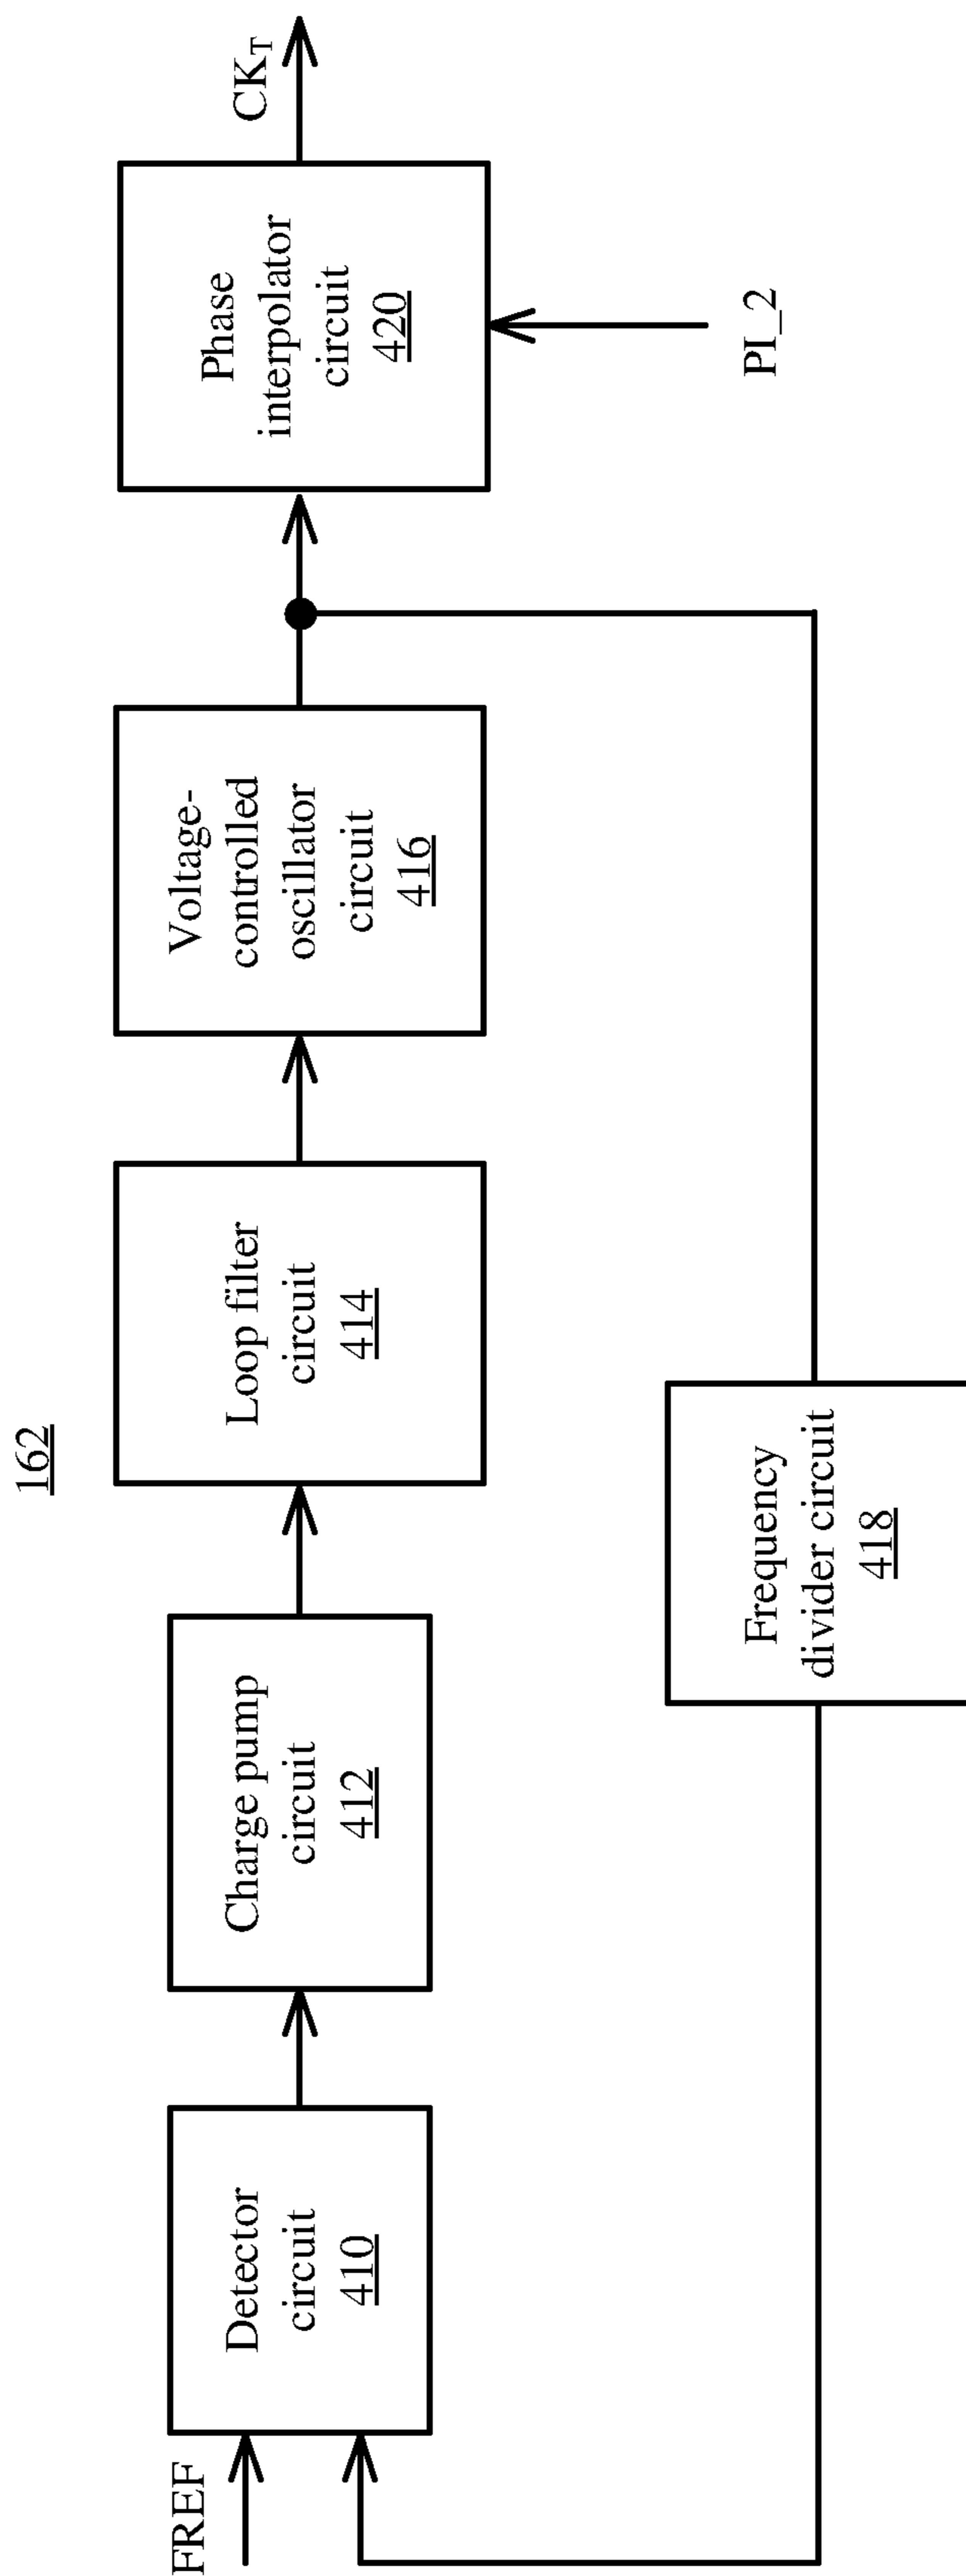 162
FREF
Detector
circuit
410
Charge pump
circuit
412
Loop filter
circuit
414
Voltage-
controlled
oscillator
circuit
416
Phase
interpolator
circuit
420
CKT
PI_2
Frequency
divider circuit
418